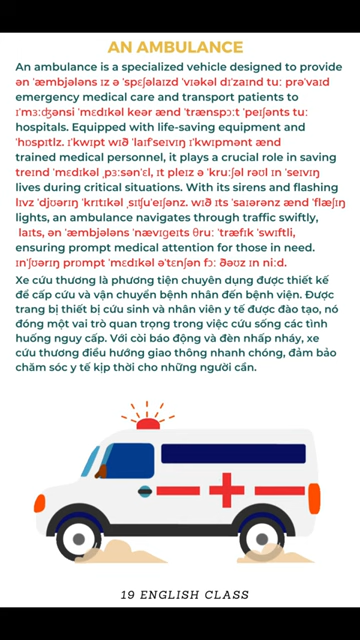 AN AMBULANCE
An ambulance is a specialized vehicle designed to provide
ən ˈæmbjələns ɪz ə ˈspɛʃəlaɪzd ˈvɪəkəl dɪˈzaɪnd tuː prəˈvaɪd
emergency medical care and transport patients to
ɪˈmɜːʤənsi ˈmɛdɪkəl keər ænd ˈtrænspɔːt ˈpeɪʃənts tuː
hospitals. Equipped with life-saving equipment and
ˈhɒspɪtlz. ɪˈkwɪpt wɪð ˈlaɪfˈseɪvɪŋ ɪˈkwɪpmənt ænd
trained medical personnel, it plays a crucial role in saving
treɪnd ˈmɛdɪkəl ˌpɜːsəˈnɛl, ɪt pleɪz ə ˈkruːʃəl rəʊl ɪn ˈseɪvɪŋ
lives during critical situations. With its sirens and flashing
lɪvz ˈdjʊərɪŋ ˈkrɪtɪkəl ˌsɪʧʊˈeɪʃənz. wɪð ɪts ˈsaɪərənz ænd ˈflæʃɪŋ
lights, an ambulance navigates through traffic swiftly,
laɪts, ən ˈæmbjələns ˈnævɪgeɪts θruː ˈtræfɪk ˈswɪftli,
ensuring prompt medical attention for those in need.
ɪnˈʃʊərɪŋ prɒmpt ˈmɛdɪkəl əˈtɛnʃən fɔː ðəʊz ɪn niːd.
Xe cứu thương là phương tiện chuyên dụng được thiết kế
để cấp cứu và vận chuyển bệnh nhân đến bệnh viện. Được
trang bị thiết bị cứu sinh và nhân viên y tế được đào tạo, nó
đóng một vai trò quan trọng trong việc cứu sống các tình
huống nguy cấp. Với còi báo động và đèn nhấp nháy, xe
cứu thương điều hướng giao thông nhanh chóng, đảm bảo
chăm sóc y tế kịp thời cho những người cần.
19 ENGLISH CLASS